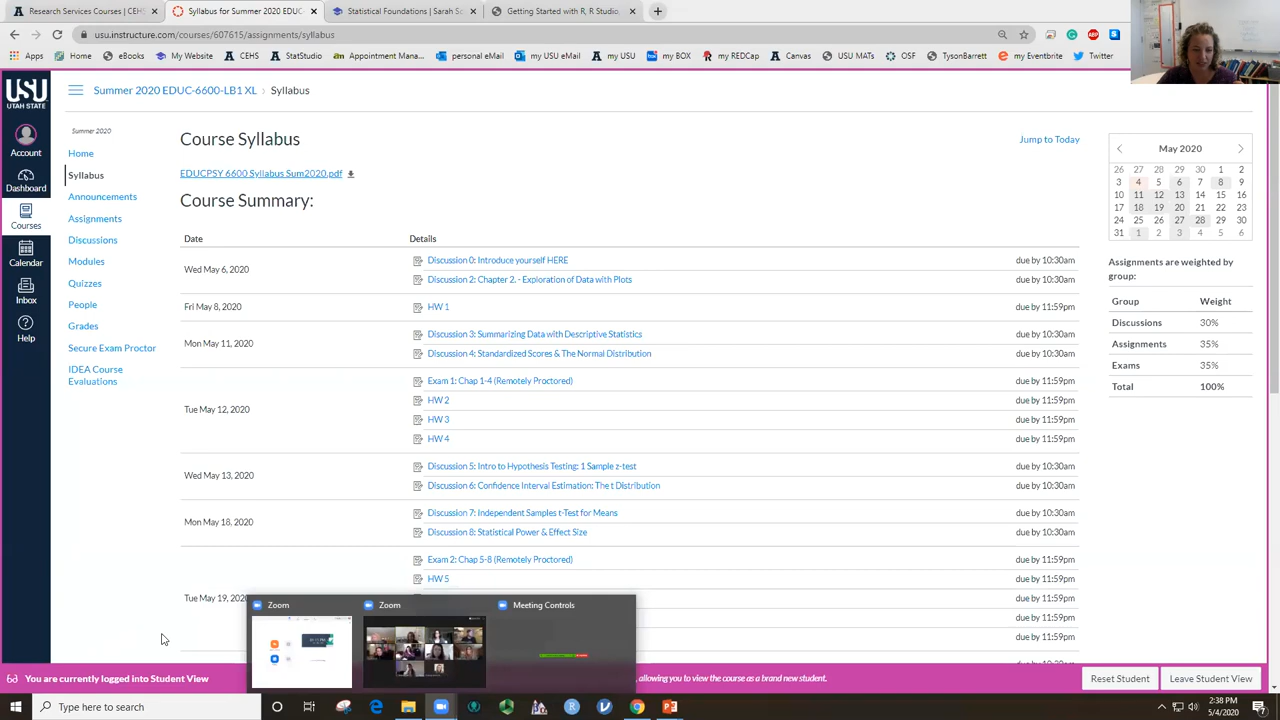 Research Services | CEHS | USU
Syllabus for Summer 2020 EDUC-
Statistical Foundations - Sarah S
Getting Started with R and R Studio
usu.instructure.com/courses/607615/assignments/syllabus
Apps
Home
eBooks
My Website
CEHS
StatStudio
Appointment Mana...
personal eMail
my USU eMail
my USU
my BOX
REDCap
Canvas
USU MATs
OSF
TysonBarrett
my Eventbrite
Twitter
USU
UTAH STATE
Summer 2020 EDUC-6600-LB1 XL › Syllabus
Account
Dashboard
Courses
Calendar
Inbox
Help
Summer 2020
Home
Syllabus
Announcements
Assignments
Discussions
Modules
Quizzes
People
Grades
Secure Exam Proctor
IDEA Course
Evaluations
Course Syllabus
Jump to Today
EDUCPSY 6600 Syllabus Sum2020.pdf
Course Summary:
Date Details
Wed May 6, 2020
Discussion 0: Introduce yourself HERE due by 10:30am
Discussion 2: Chapter 2. - Exploration of Data with Plots due by 10:30am
Fri May 8, 2020 HW 1 due by 11:59pm
Mon May 11, 2020
Discussion 3: Summarizing Data with Descriptive Statistics due by 10:30am
Discussion 4: Standardized Scores & The Normal Distribution due by 10:30am
Tue May 12, 2020
Exam 1: Chap 1-4 (Remotely Proctored) due by 11:59pm
HW 2 due by 11:59pm
HW 3 due by 11:59pm
HW 4 due by 11:59pm
Wed May 13, 2020
Discussion 5: Intro to Hypothesis Testing: 1 Sample z-test due by 10:30am
Discussion 6: Confidence Interval Estimation: The t Distribution due by 10:30am
Mon May 18, 2020
Discussion 7: Independent Samples t-Test for Means due by 10:30am
Discussion 8: Statistical Power & Effect Size due by 10:30am
Tue May 19, 2020
Exam 2: Chap 5-8 (Remotely Proctored) due by 11:59pm
HW 5 due by 11:59pm
due by 11:59pm
due by 11:59pm
due by 11:59pm
May 2020
26 27 28 29 30 1 2
3 4 5 6 7 8 9
10 11 12 13 14 15 16
17 18 19 20 21 22 23
24 25 26 27 28 29 30
31 1 2 3 4 5 6
Assignments are weighted by
group:
Group Weight
Discussions 30%
Assignments 35%
Exams 35%
Total 100%
Zoom
Zoom
Meeting Controls
You are currently logged into Student View
, allowing you to view the course as a brand new student.
Reset Student
Leave Student View
Type here to search
2:38 PM
5/4/2020